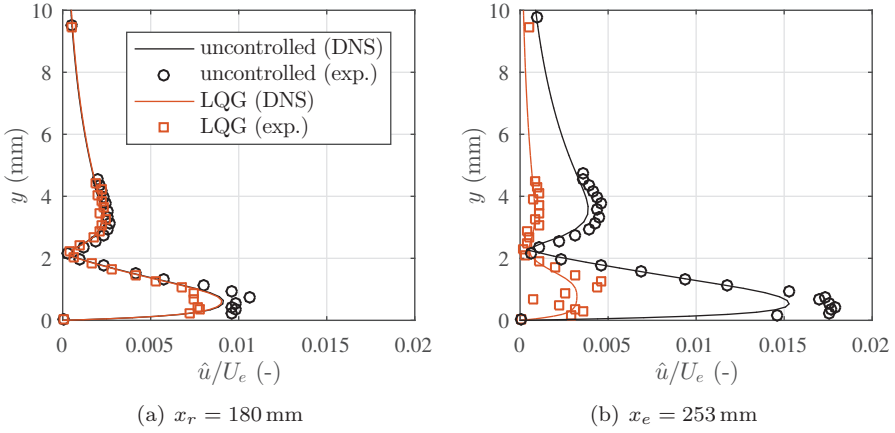 10
8
6
4
2
0
y (mm)
uncontrolled (DNS)
uncontrolled (exp.)
LQG (DNS)
LQG (exp.)
0 0.005 0.01 0.015 0.02
û/U_e (-)
(a) x_r = 180 mm
10
8
6
4
2
0
y (mm)
0 0.005 0.01 0.015 0.02
û/U_e (-)
(b) x_e = 253 mm